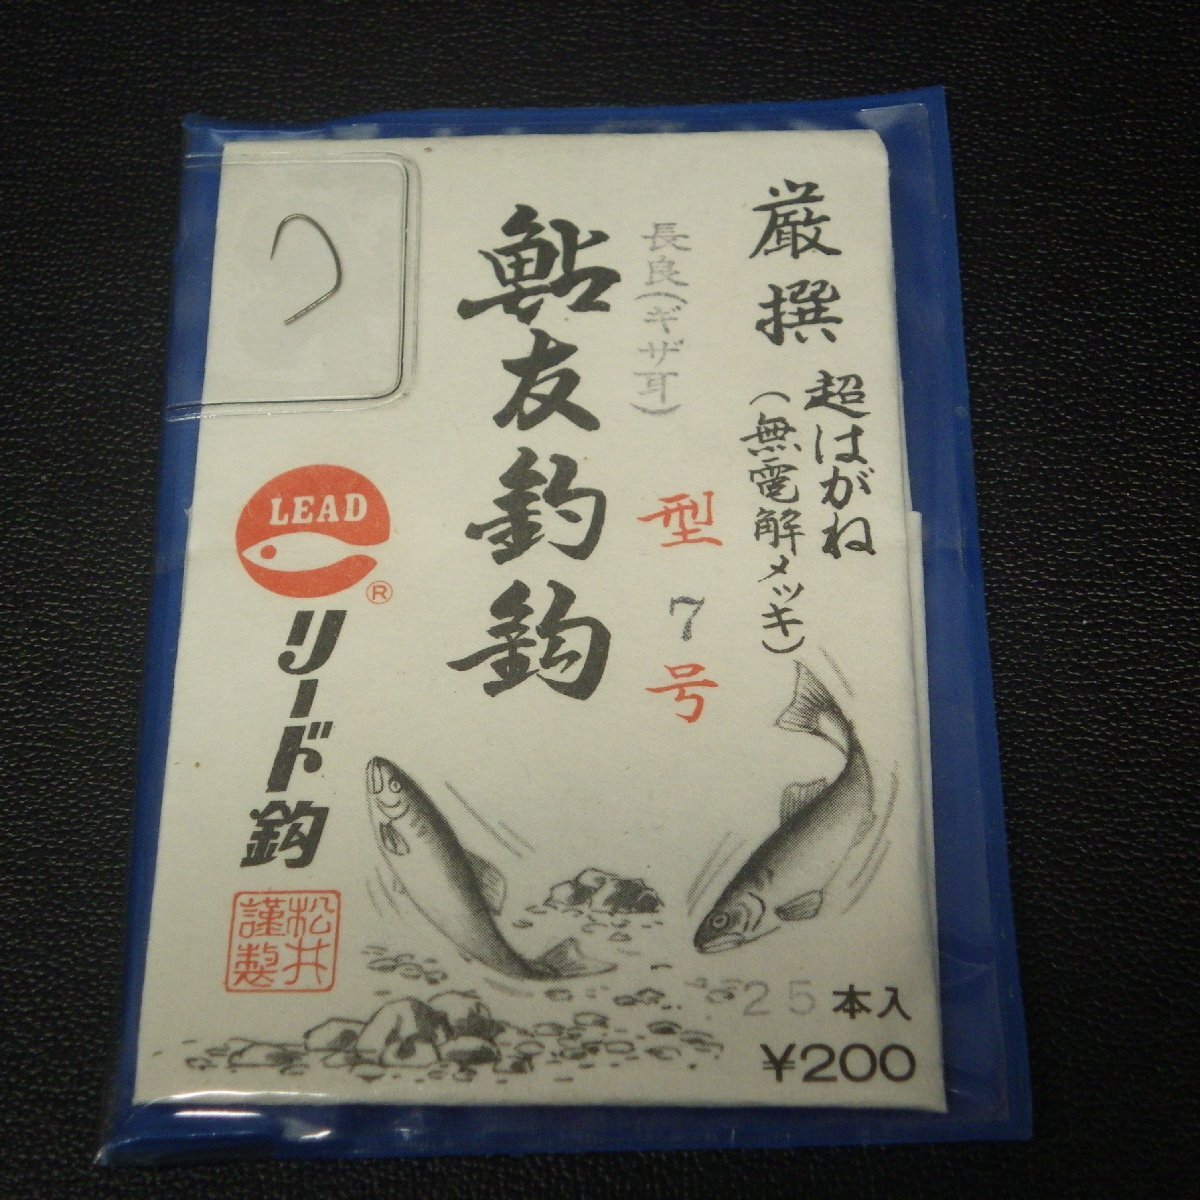 厳撰
超はがね
(無電解メッキ)
長良(ギザ耳)
型7号
鮎友釣鈎
LEAD
®
リード鈎
松井
謹製
25本入
¥200